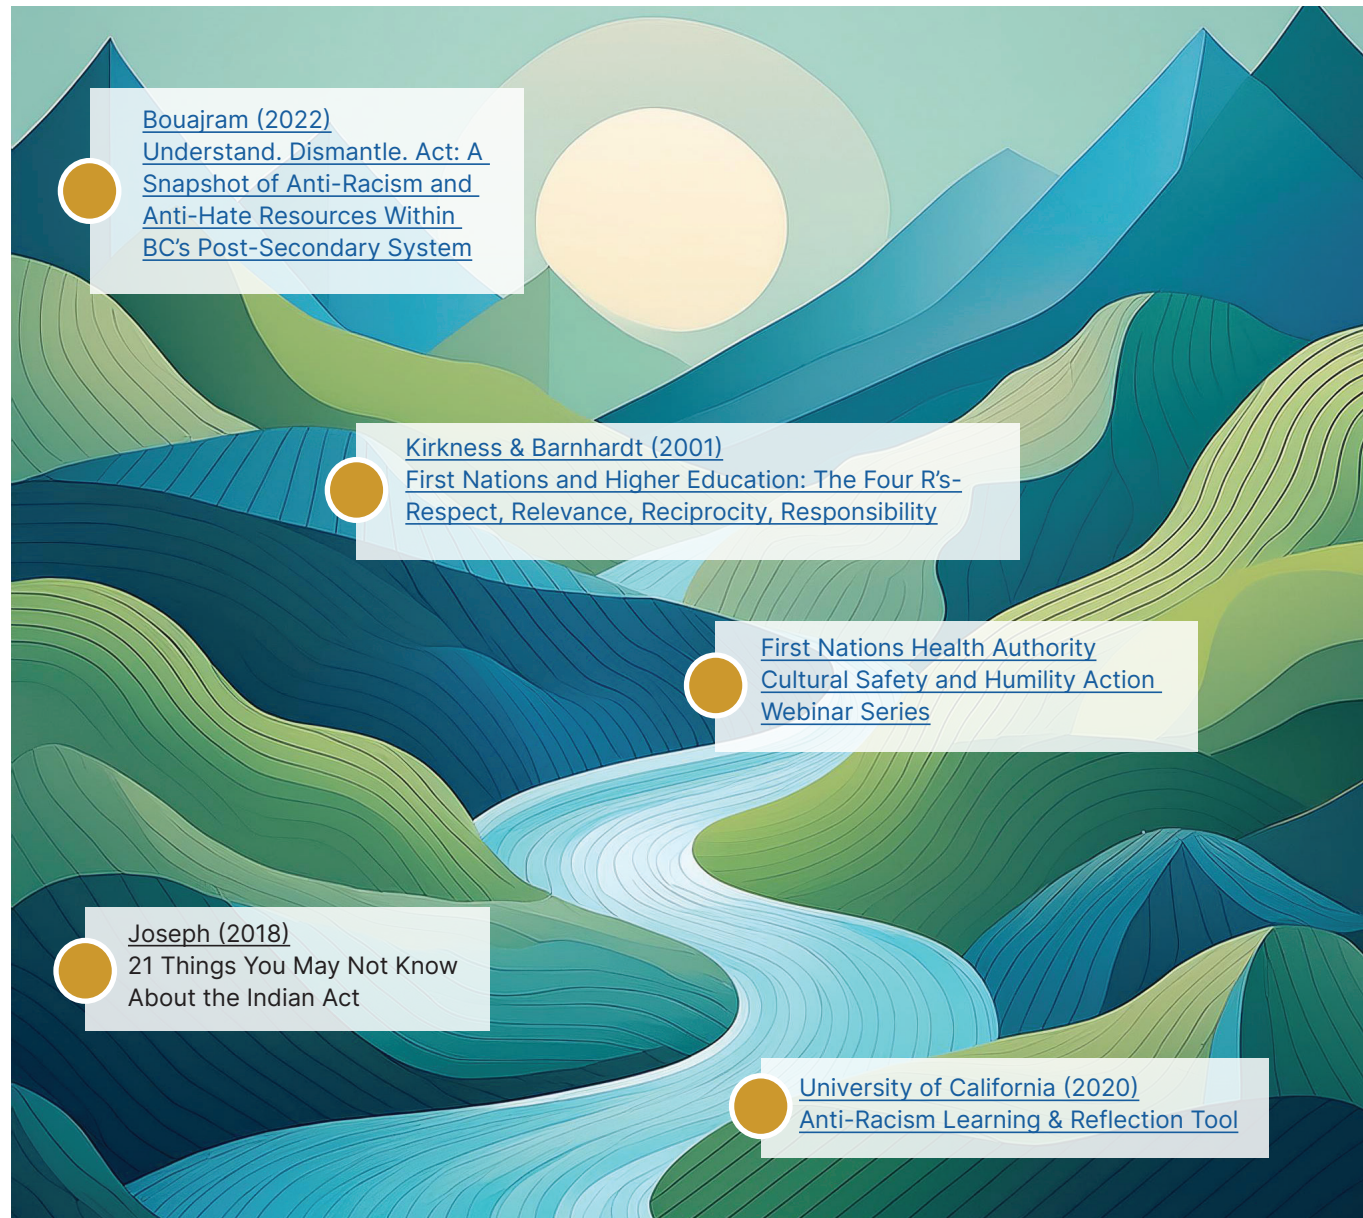 Bouajram (2022)
Understand. Dismantle. Act: A
Snapshot of Anti-Racism and
Anti-Hate Resources Within
BC’s Post-Secondary System
Kirkness & Barnhardt (2001)
First Nations and Higher Education: The Four R’s-
Respect, Relevance, Reciprocity, Responsibility
First Nations Health Authority
Cultural Safety and Humility Action
Webinar Series
Joseph (2018)
21 Things You May Not Know
About the Indian Act
University of California (2020)
Anti-Racism Learning & Reflection Tool